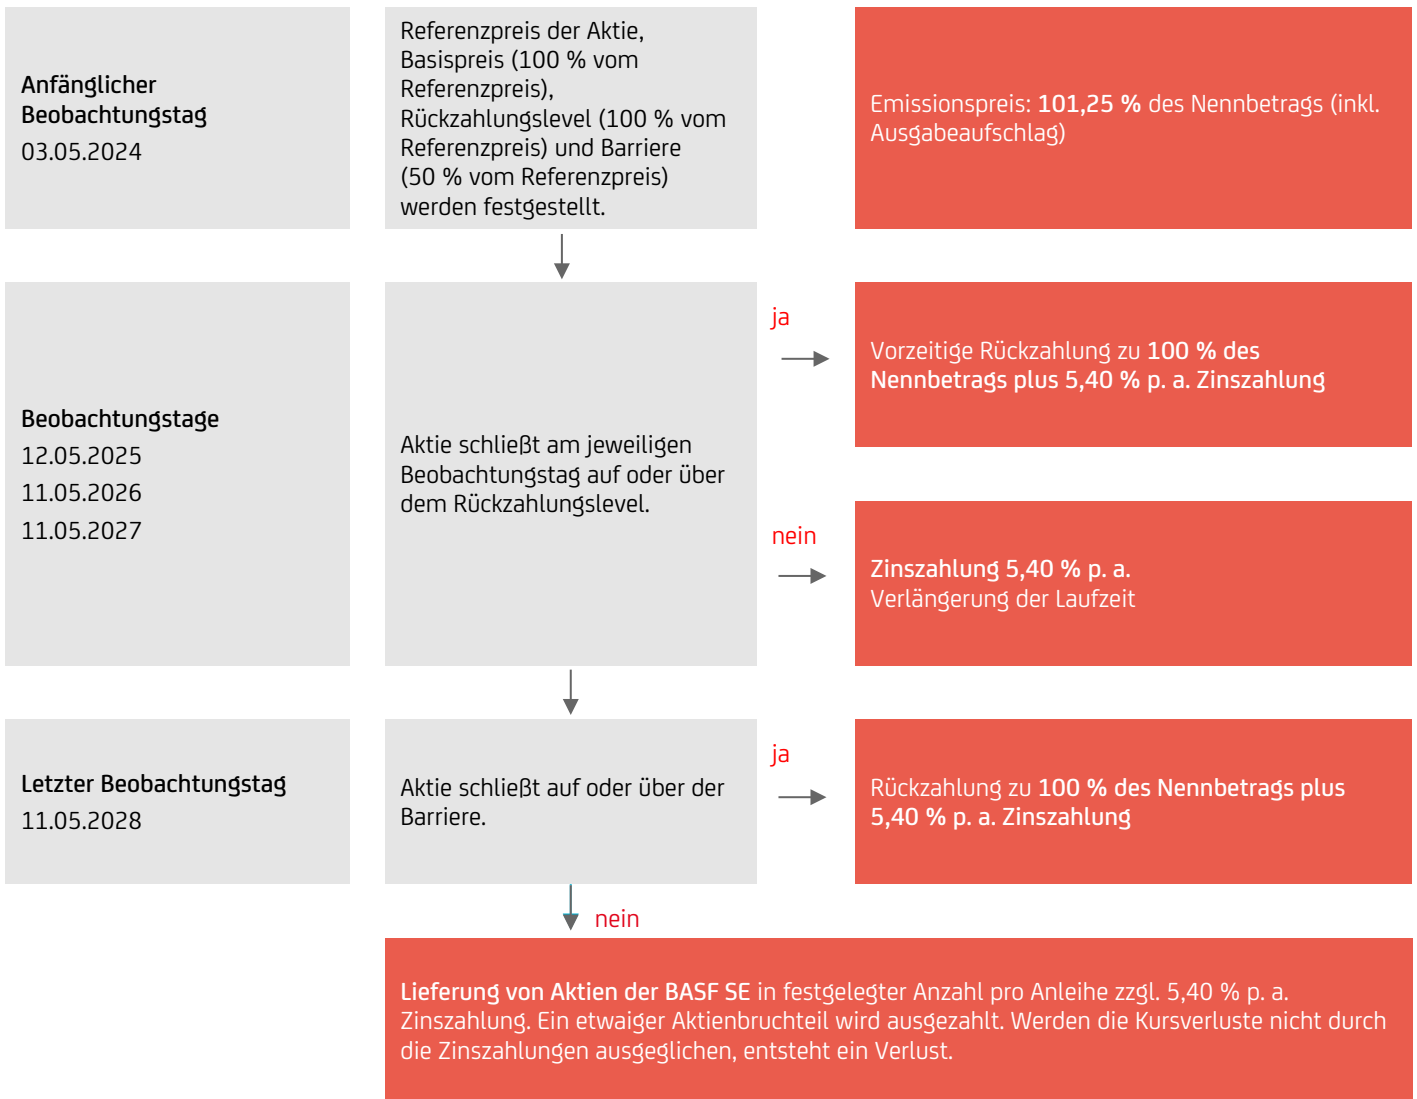 Anfänglicher
Beobachtungstag
03.05.2024
Referenzpreis der Aktie,
Basispreis (100 % vom
Referenzpreis),
Rückzahlungslevel (100 % vom
Referenzpreis) und Barriere
(50 % vom Referenzpreis)
werden festgestellt.
Emissionspreis: 101,25 % des Nennbetrags (inkl.
Ausgabeaufschlag)
Beobachtungstage
12.05.2025
11.05.2026
11.05.2027
Aktie schließt am jeweiligen
Beobachtungstag auf oder über
dem Rückzahlungslevel.
ja
Vorzeitige Rückzahlung zu 100 % des
Nennbetrags plus 5,40 % p. a. Zinszahlung
nein
Zinszahlung 5,40 % p. a.
Verlängerung der Laufzeit
Letzter Beobachtungstag
11.05.2028
Aktie schließt auf oder über der
Barriere.
ja
Rückzahlung zu 100 % des Nennbetrags plus
5,40 % p. a. Zinszahlung
nein
Lieferung von Aktien der BASF SE in festgelegter Anzahl pro Anleihe zzgl. 5,40 % p. a.
Zinszahlung. Ein etwaiger Aktienbruchteil wird ausgezahlt. Werden die Kursverluste nicht durch
die Zinszahlungen ausgeglichen, entsteht ein Verlust.